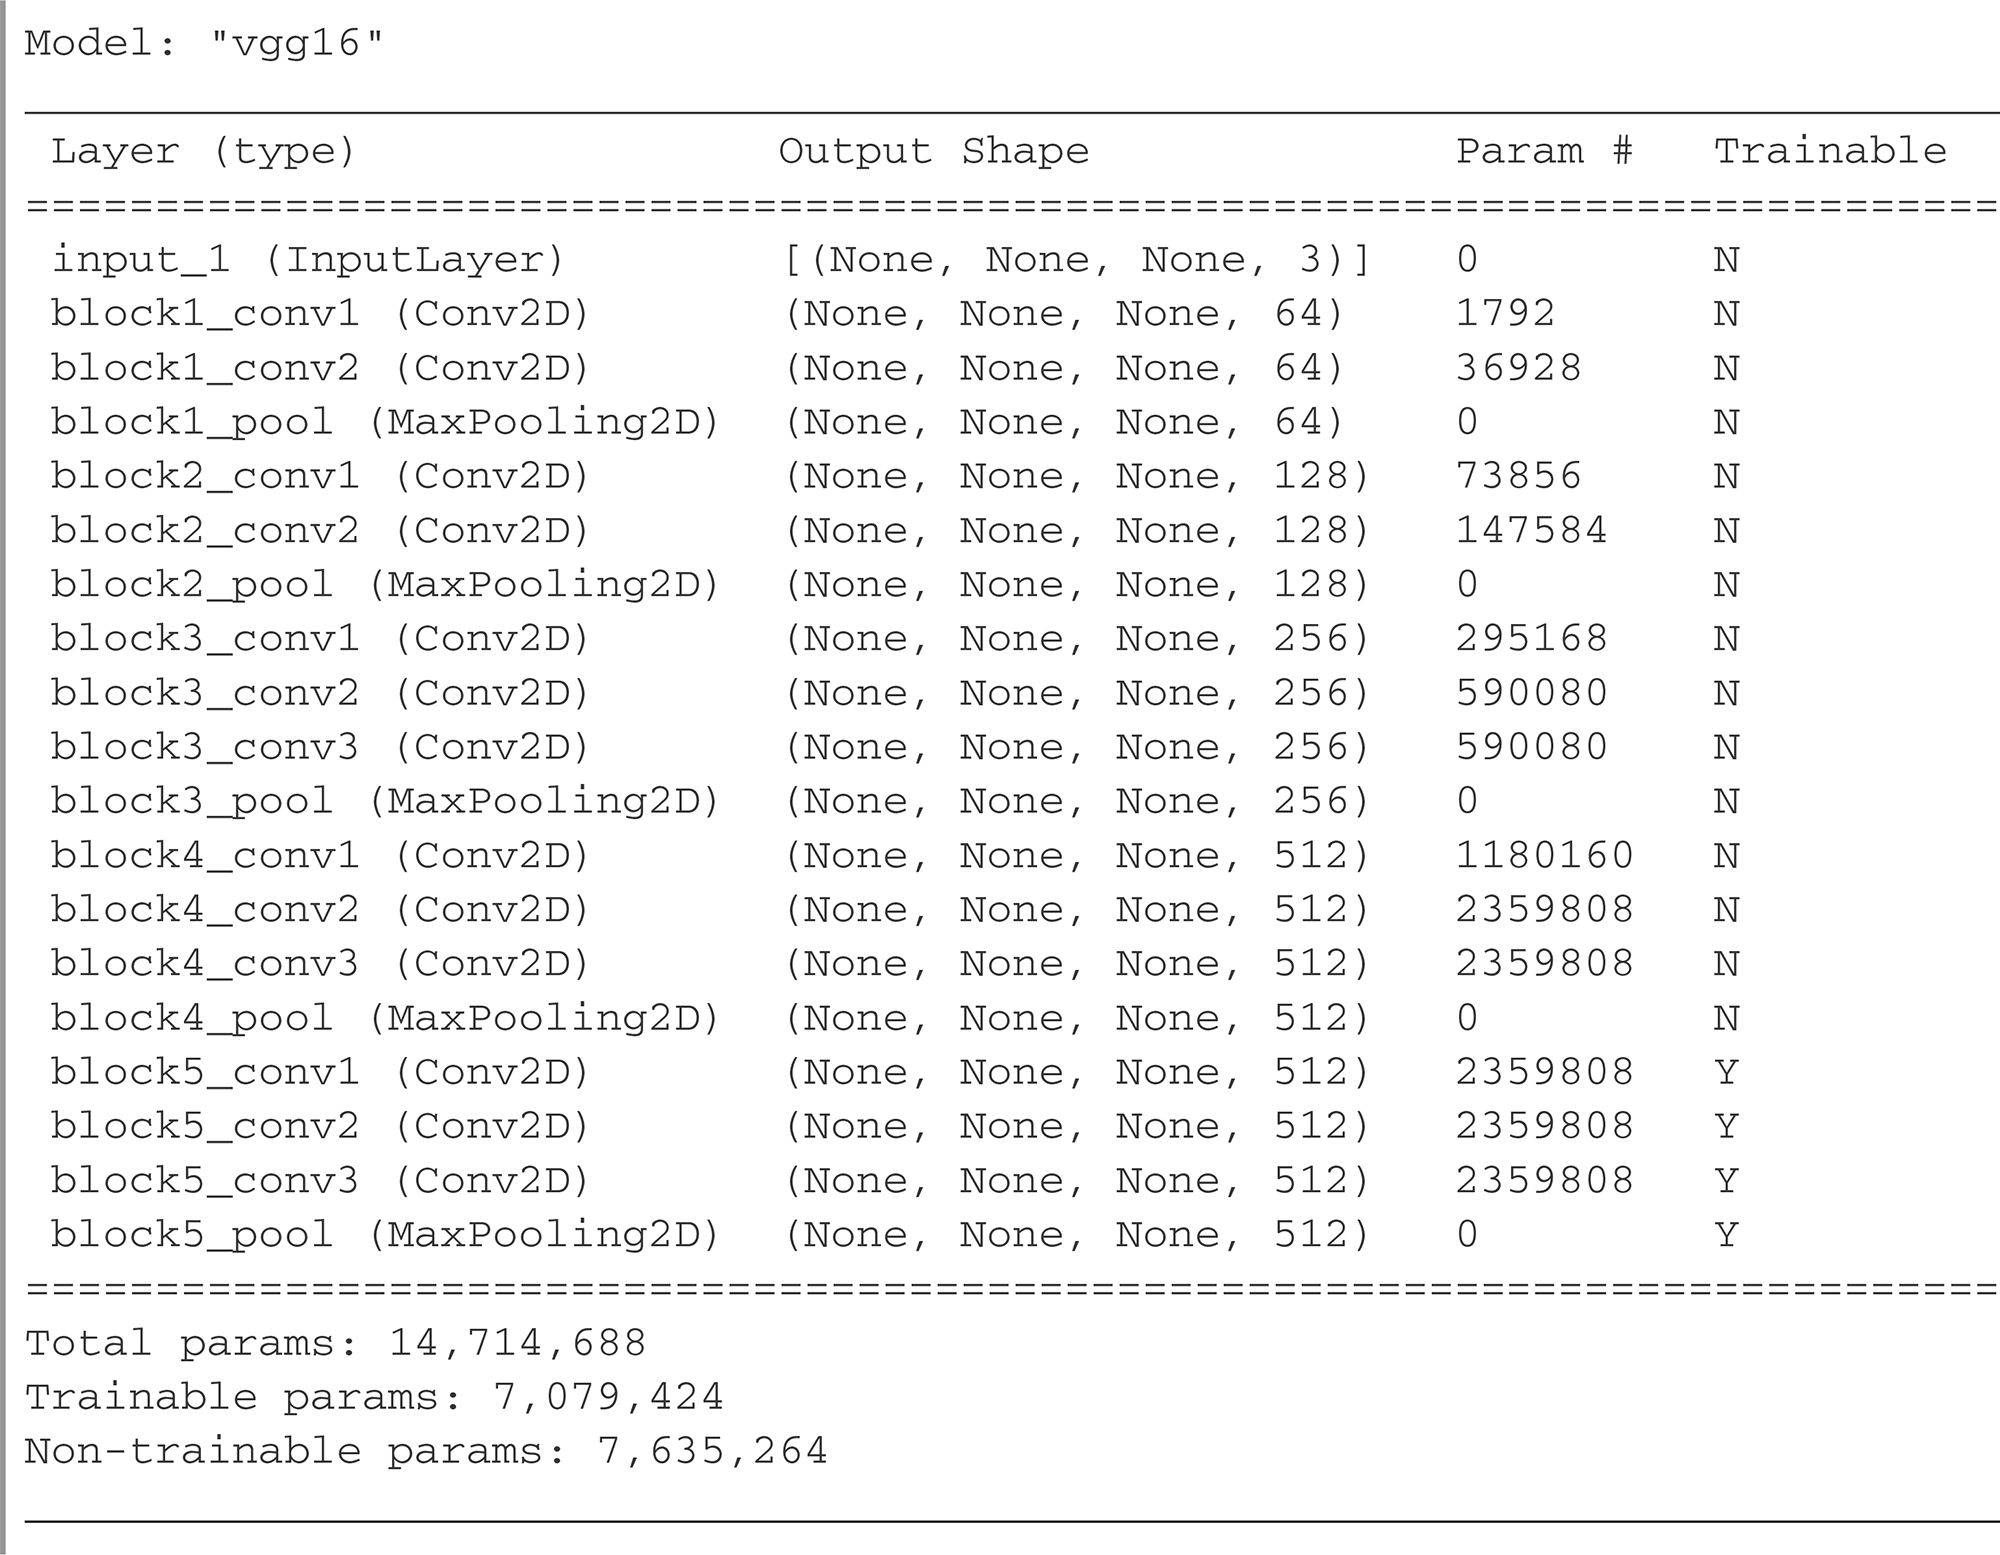 Model: "vgg16"
Layer (type) Output Shape Param # Trainable
================================================================
input_1 (InputLayer) [(None, None, None, 3)] 0 N
block1_conv1 (Conv2D) (None, None, None, 64) 1792 N
block1_conv2 (Conv2D) (None, None, None, 64) 36928 N
block1_pool (MaxPooling2D) (None, None, None, 64) 0 N
block2_conv1 (Conv2D) (None, None, None, 128) 73856 N
block2_conv2 (Conv2D) (None, None, None, 128) 147584 N
block2_pool (MaxPooling2D) (None, None, None, 128) 0 N
block3_conv1 (Conv2D) (None, None, None, 256) 295168 N
block3_conv2 (Conv2D) (None, None, None, 256) 590080 N
block3_conv3 (Conv2D) (None, None, None, 256) 590080 N
block3_pool (MaxPooling2D) (None, None, None, 256) 0 N
block4_conv1 (Conv2D) (None, None, None, 512) 1180160 N
block4_conv2 (Conv2D) (None, None, None, 512) 2359808 N
block4_conv3 (Conv2D) (None, None, None, 512) 2359808 N
block4_pool (MaxPooling2D) (None, None, None, 512) 0 N
block5_conv1 (Conv2D) (None, None, None, 512) 2359808 Y
block5_conv2 (Conv2D) (None, None, None, 512) 2359808 Y
block5_conv3 (Conv2D) (None, None, None, 512) 2359808 Y
block5_pool (MaxPooling2D) (None, None, None, 512) 0 Y
================================================================
Total params: 14,714,688
Trainable params: 7,079,424
Non-trainable params: 7,635,264